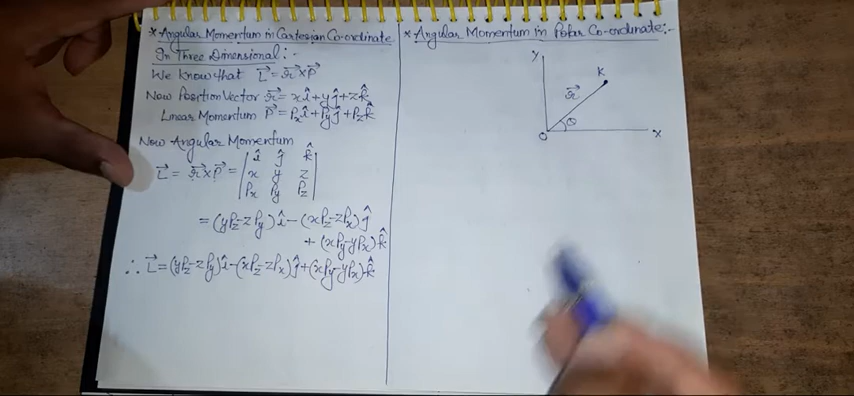 * Angular Momentum in Cartesian Co-ordinate
In Three Dimensional:-
We know that L⃗ = r⃗ × P⃗
Now Position Vector r⃗ = xî + yĵ + zk̂
Linear Momentum P⃗ = Pxî + Pyĵ + Pzk̂
Now Angular Momentum
L⃗ = r⃗ × P⃗ = | î ĵ k̂ |
| x y z |
| Px Py Pz |
= (yPz - zPy) î - (xPz - zPx) ĵ
+ (xPy - yPx) k̂
∴ L⃗ = (yPz - zPy) î - (xPz - zPx) ĵ + (xPy - yPx) k̂
* Angular Momentum in Polar Co-ordinate:-
y
K
r⃗
θ
O
x